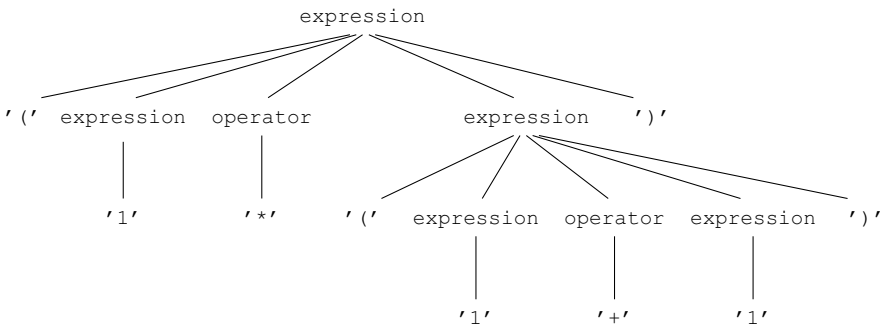 expression
'(' expression operator expression ')'
'1' '*' '(' expression operator expression ')'
'1' '+' '1'